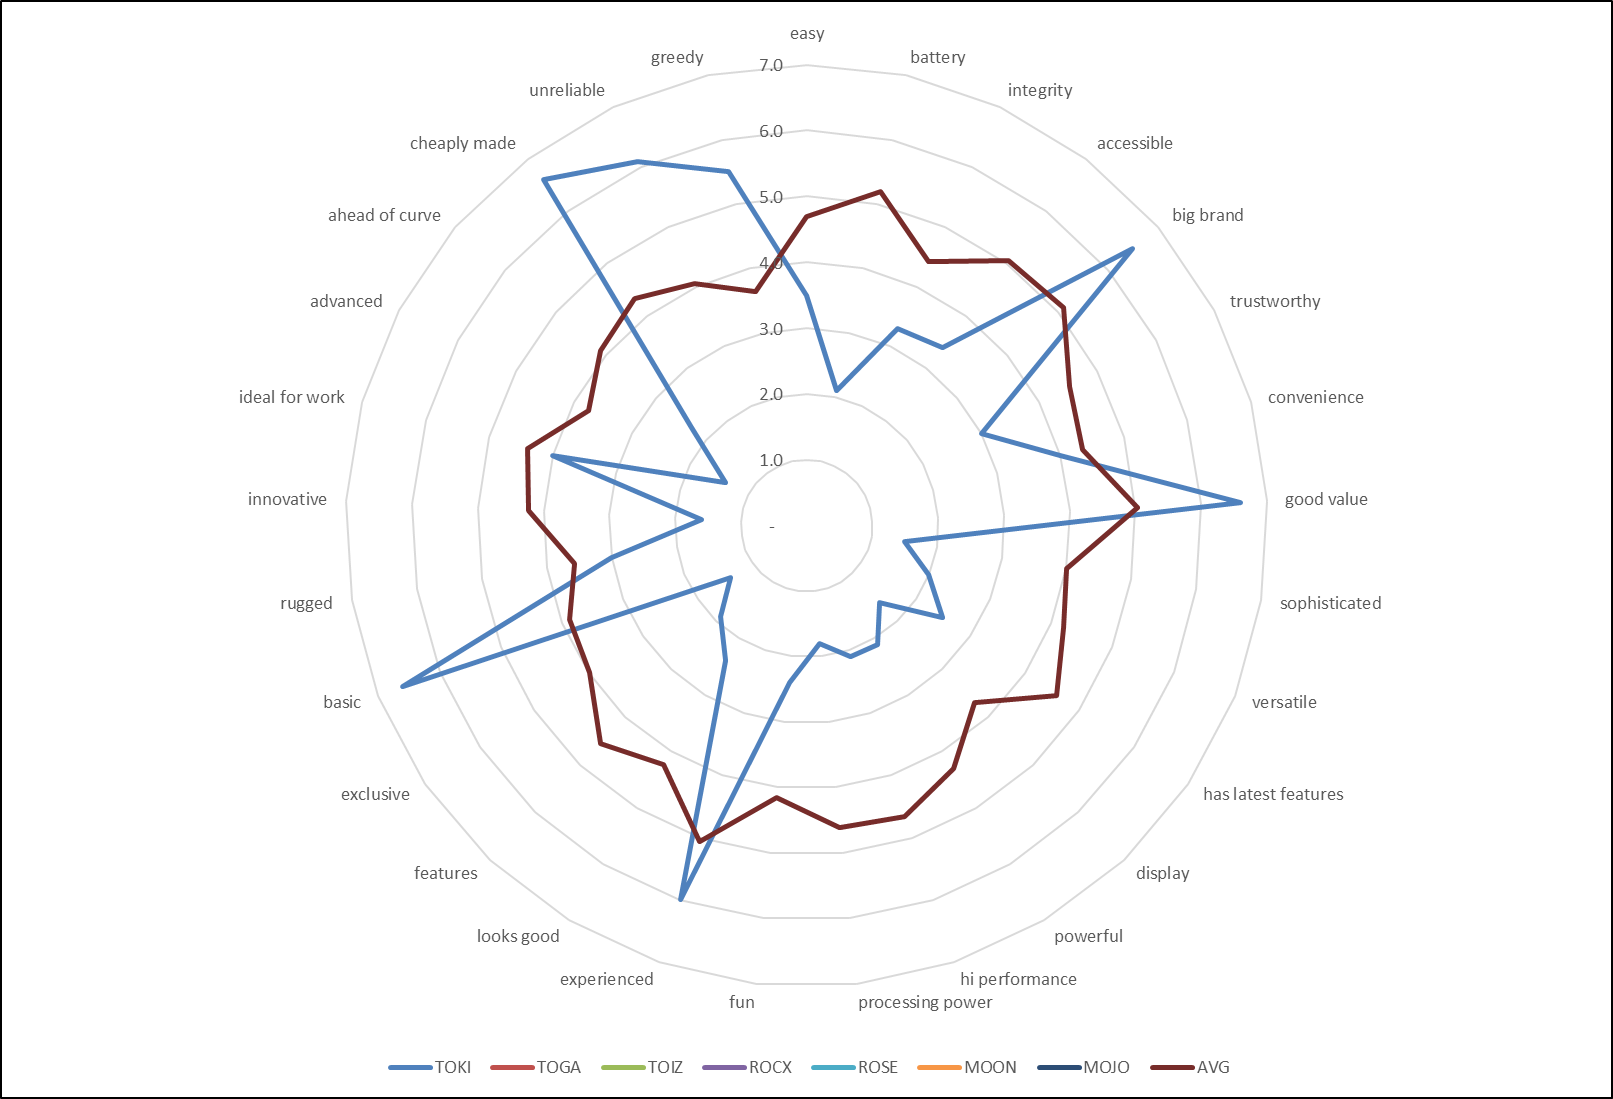 easy
greedy
battery
unreliable
7.0
integrity
cheaply made
6.0
accessible
ahead of curve
5.0
big brand
advanced
4.0
trustworthy
3.0
ideal for work
2.0
convenience
1.0
innovative
-
good value
rugged
sophisticated
basic
versatile
exclusive
has latest features
features
display
looks good
powerful
experienced
hi performance
fun
processing power
TOKI TOGA TOIZ ROCX ROSE MOON MOJO AVG